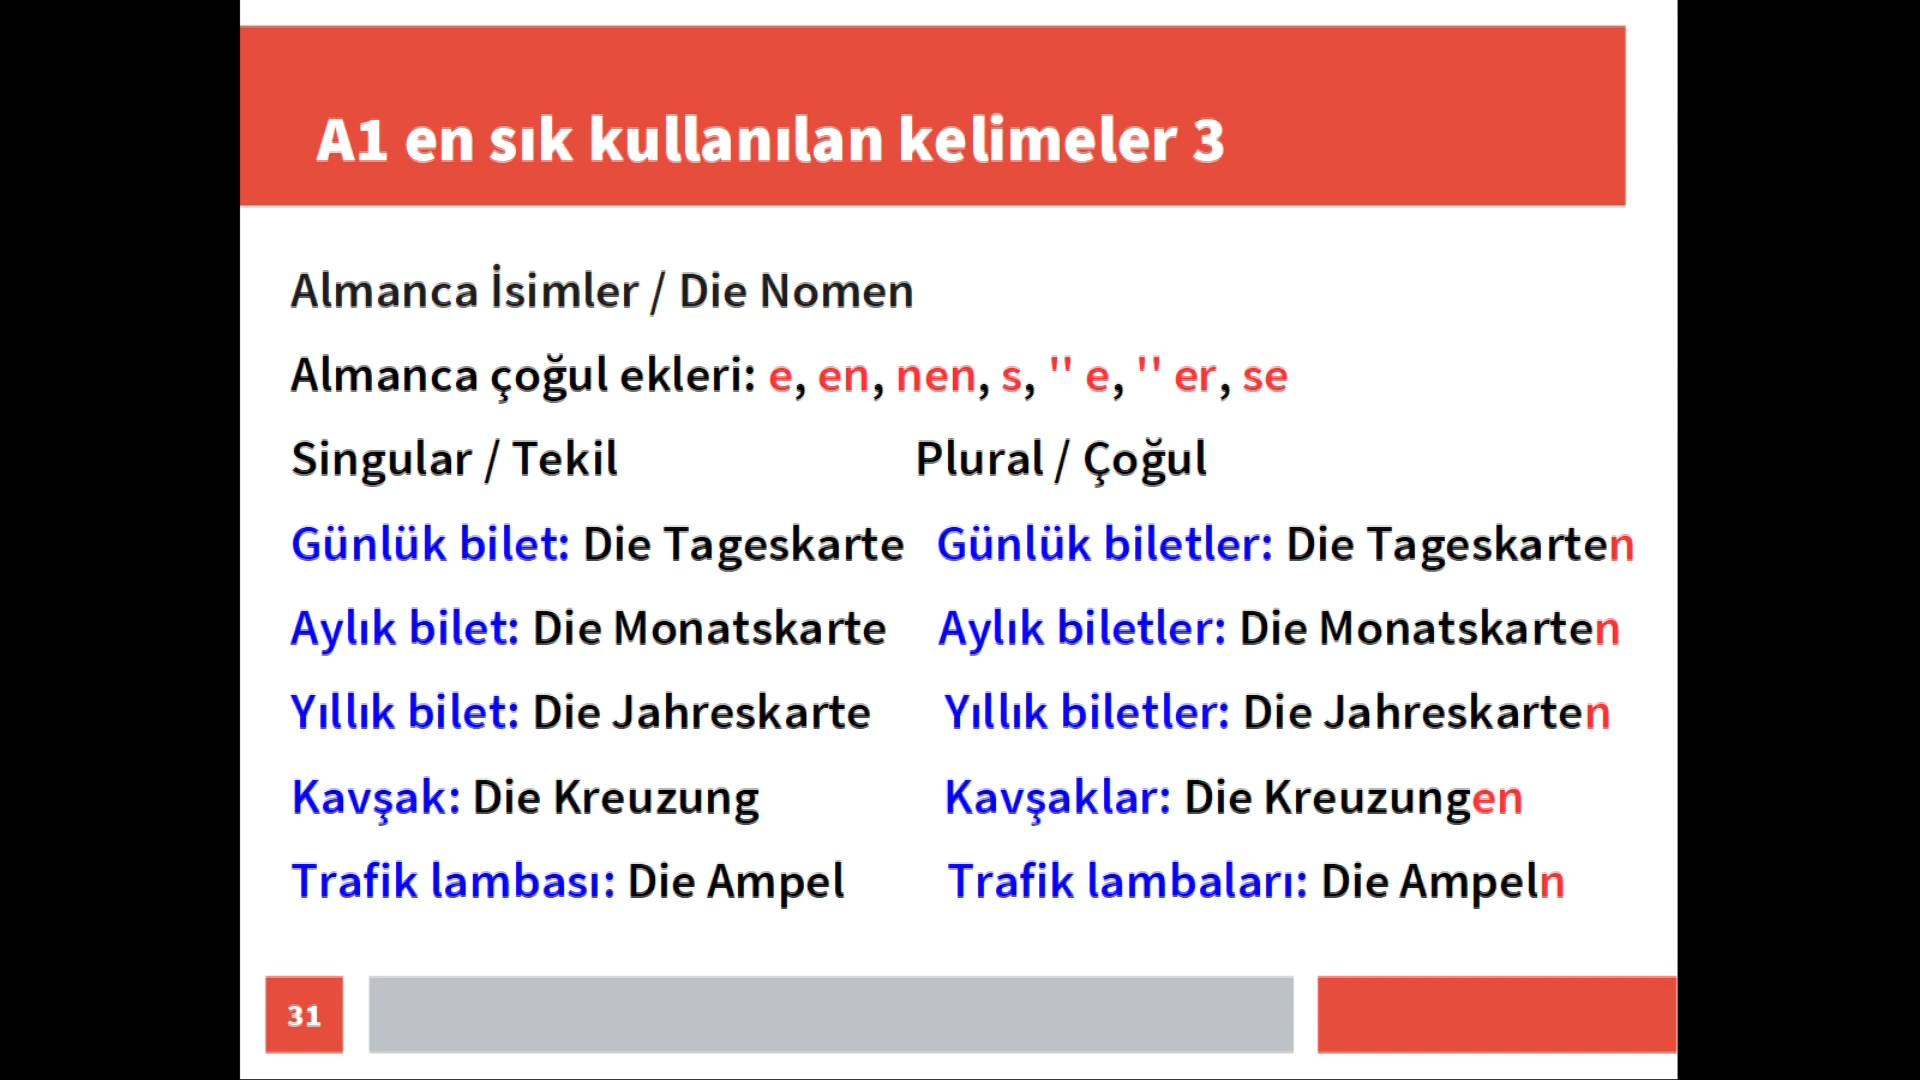 A1 en sık kullanılan kelimeler 3
Almanca İsimler / Die Nomen
Almanca çoğul ekleri: e, en, nen, s, '' e, '' er, se
Singular / Tekil Plural / Çoğul
Günlük bilet: Die Tageskarte Günlük biletler: Die Tageskarten
Aylık bilet: Die Monatskarte Aylık biletler: Die Monatskarten
Yıllık bilet: Die Jahreskarte Yıllık biletler: Die Jahreskarten
Kavşak: Die Kreuzung Kavşaklar: Die Kreuzungen
Trafik lambası: Die Ampel Trafik lambaları: Die Ampeln
31